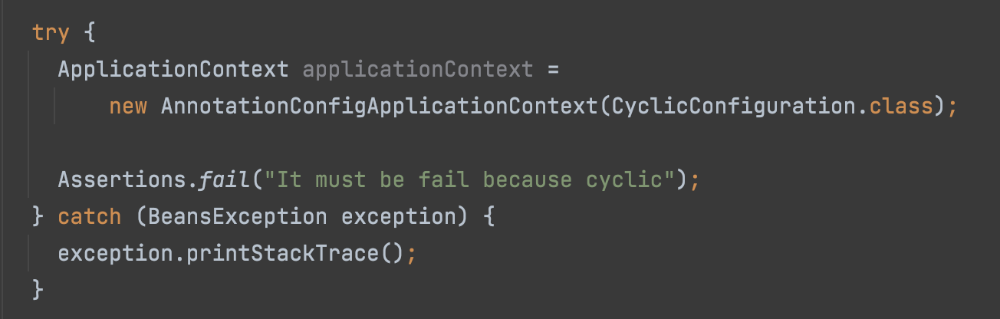 try {
ApplicationContext applicationContext =
new AnnotationConfigApplicationContext(CyclicConfiguration.class);
Assertions.fail("It must be fail because cyclic");
} catch (BeansException exception) {
exception.printStackTrace();
}